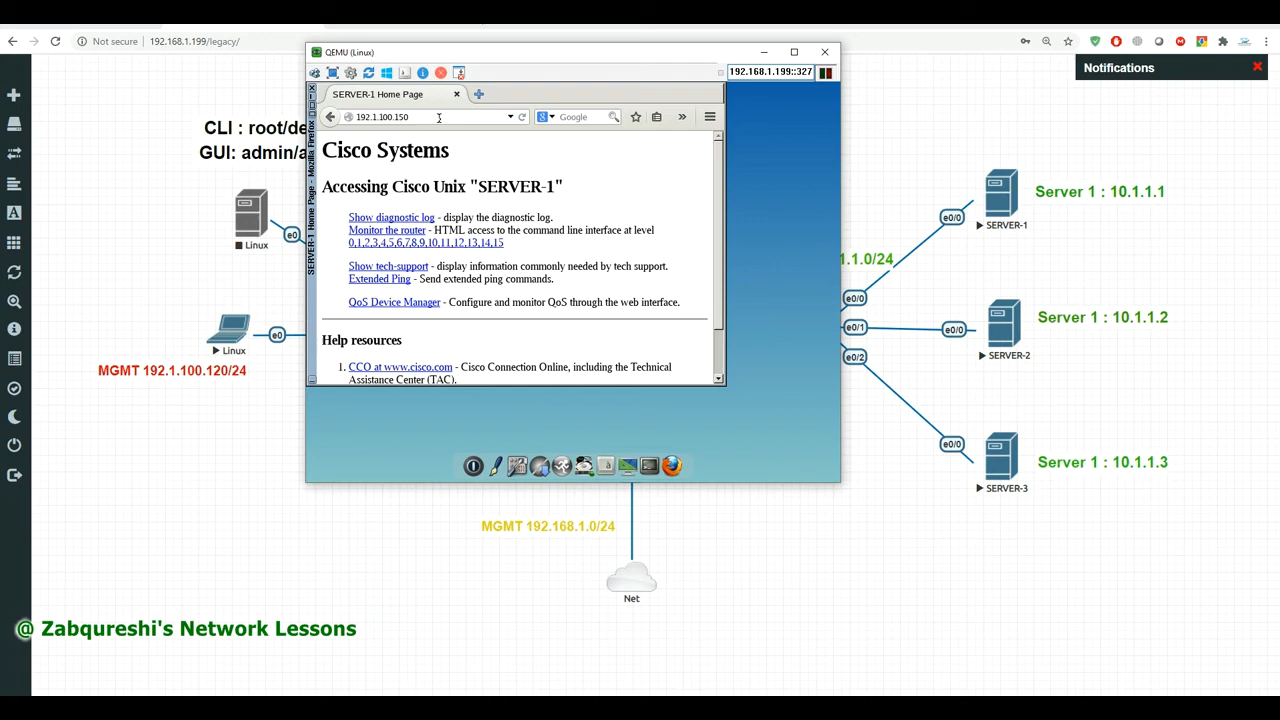 Not secure
192.168.1.199/legacy/
Notifications
QEMU (Linux)
192.168.1.199::327
SERVER-1 Home Page
SERVER-1 Home Page - Mozilla Firefox
192.1.100.150
Google
Cisco Systems
Accessing Cisco Unix "SERVER-1"
Show diagnostic log - display the diagnostic log.
Monitor the router - HTML access to the command line interface at level
0,1,2,3,4,5,6,7,8,9,10,11,12,13,14,15
Show tech-support - display information commonly needed by tech support.
Extended Ping - Send extended ping commands.
QoS Device Manager - Configure and monitor QoS through the web interface.
Help resources
1. CCO at www.cisco.com - Cisco Connection Online, including the Technical
Assistance Center (TAC).
CLI : root/de
GUI: admin/a
Linux
e0
Linux
e0
MGMT 192.1.100.120/24
Server 1 : 10.1.1.1
e0/0
SERVER-1
1.1.0/24
e0/0
Server 1 : 10.1.1.2
e0/1
e0/0
SERVER-2
e0/2
e0/0
Server 1 : 10.1.1.3
SERVER-3
MGMT 192.168.1.0/24
Net
@ Zabqureshi's Network Lessons